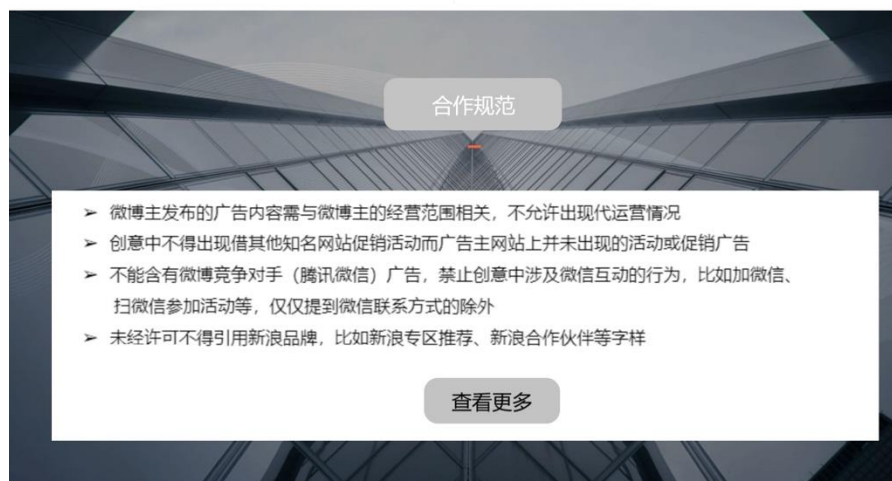 合作规范
➢ 微博主发布的广告内容需与微博主的经营范围相关，不允许出现代运营情况
➢ 创意中不得出现借其他知名网站促销活动而广告主网站上并未出现的活动或促销广告
➢ 不能含有微博竞争对手（腾讯微信）广告，禁止创意中涉及微信互动的行为，比如加微信、
扫微信参加活动等，仅仅提到微信联系方式的除外
➢ 未经许可不得引用新浪品牌，比如新浪专区推荐、新浪合作伙伴等字样
查看更多